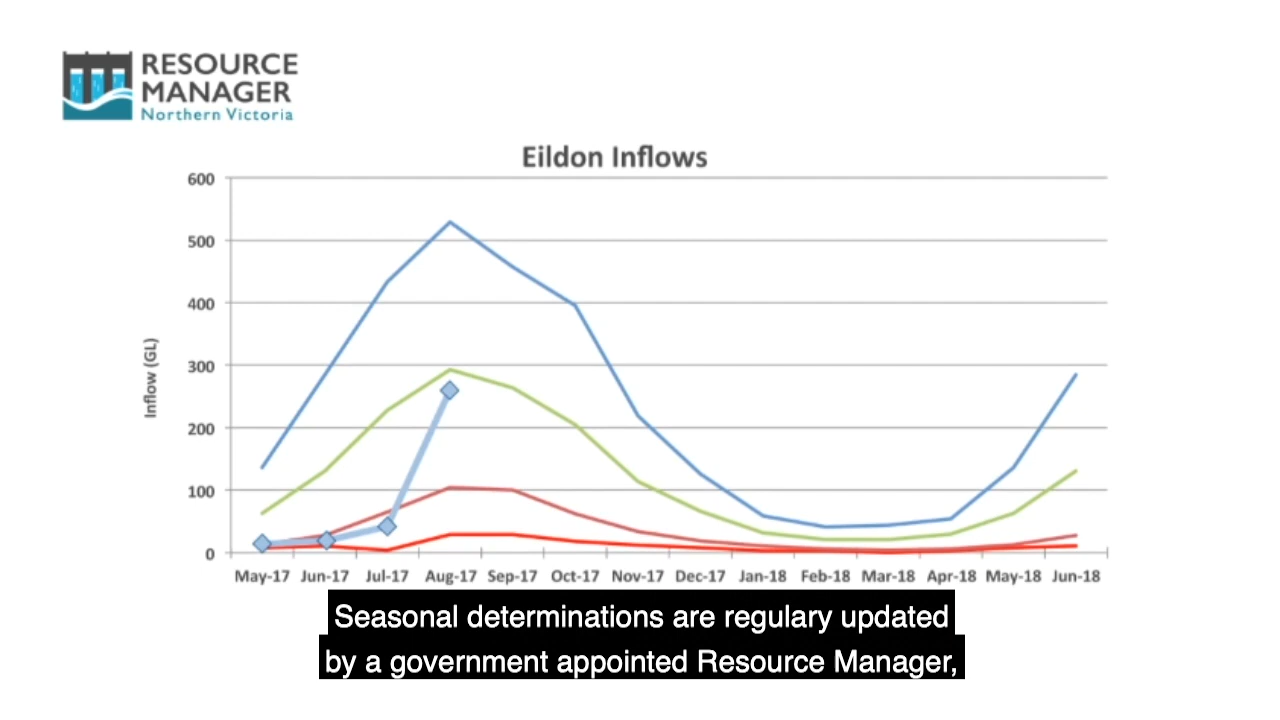 RESOURCE
MANAGER
Northern Victoria
Eildon Inflows
600
500
400
300
200
100
0
Inflow (GL)
May-17 Jun-17 Jul-17 Aug-17 Sep-17 Oct-17 Nov-17 Dec-17 Jan-18 Feb-18 Mar-18 Apr-18 May-18 Jun-18
Seasonal determinations are regulary updated
by a government appointed Resource Manager,